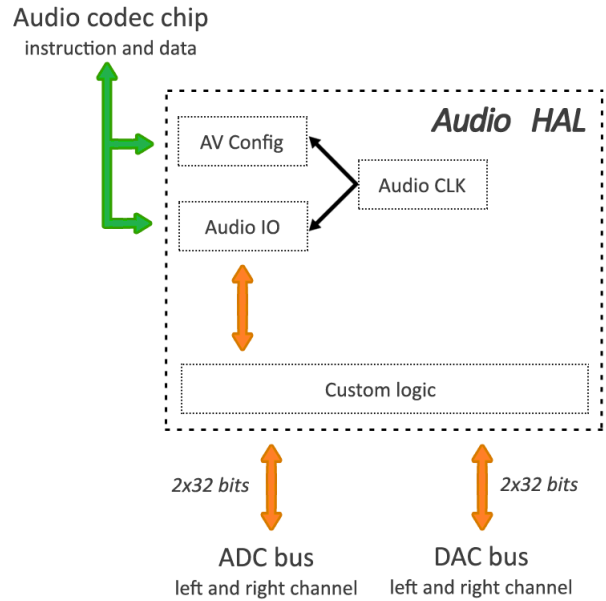 Audio codec chip
instruction and data
Audio HAL
AV Config
Audio CLK
Audio IO
Custom logic
2x32 bits
2x32 bits
ADC bus
left and right channel
DAC bus
left and right channel